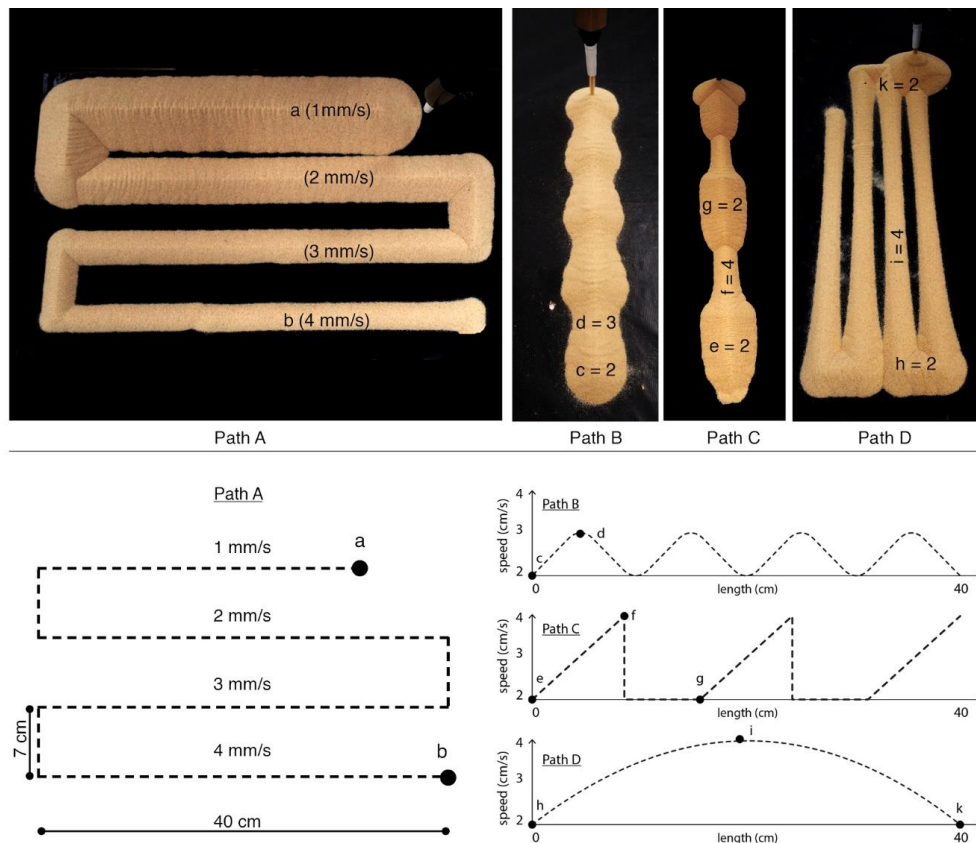 a (1mm/s)
(2 mm/s)
(3 mm/s)
b (4 mm/s)
d = 3
c = 2
g = 2
f = 4
e = 2
k = 2
i = 4
h = 2
Path A
Path B
Path C
Path D
Path A
1 mm/s
a
2 mm/s
3 mm/s
7 cm
4 mm/s
b
40 cm
speed (cm/s)
4
3
2
Path B
c
d
0
length (cm)
40
speed (cm/s)
4
3
2
Path C
e
f
g
0
length (cm)
40
speed (cm/s)
4
3
2
Path D
h
i
k
0
length (cm)
40